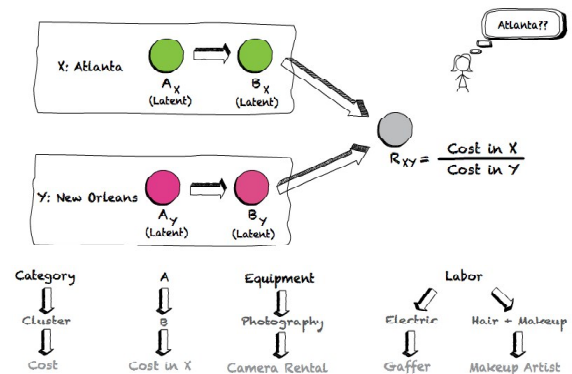 Atlanta??
X: Atlanta
A X
(Latent)
B X
(Latent)
R XY = Cost in X
Cost in Y
Y: New Orleans
A Y
(Latent)
B Y
(Latent)
Category A Equipment Labor
Cluster B Photography Electric Hair + Makeup
Cost Cost in X Camera Rental Gaffer Makeup Artist